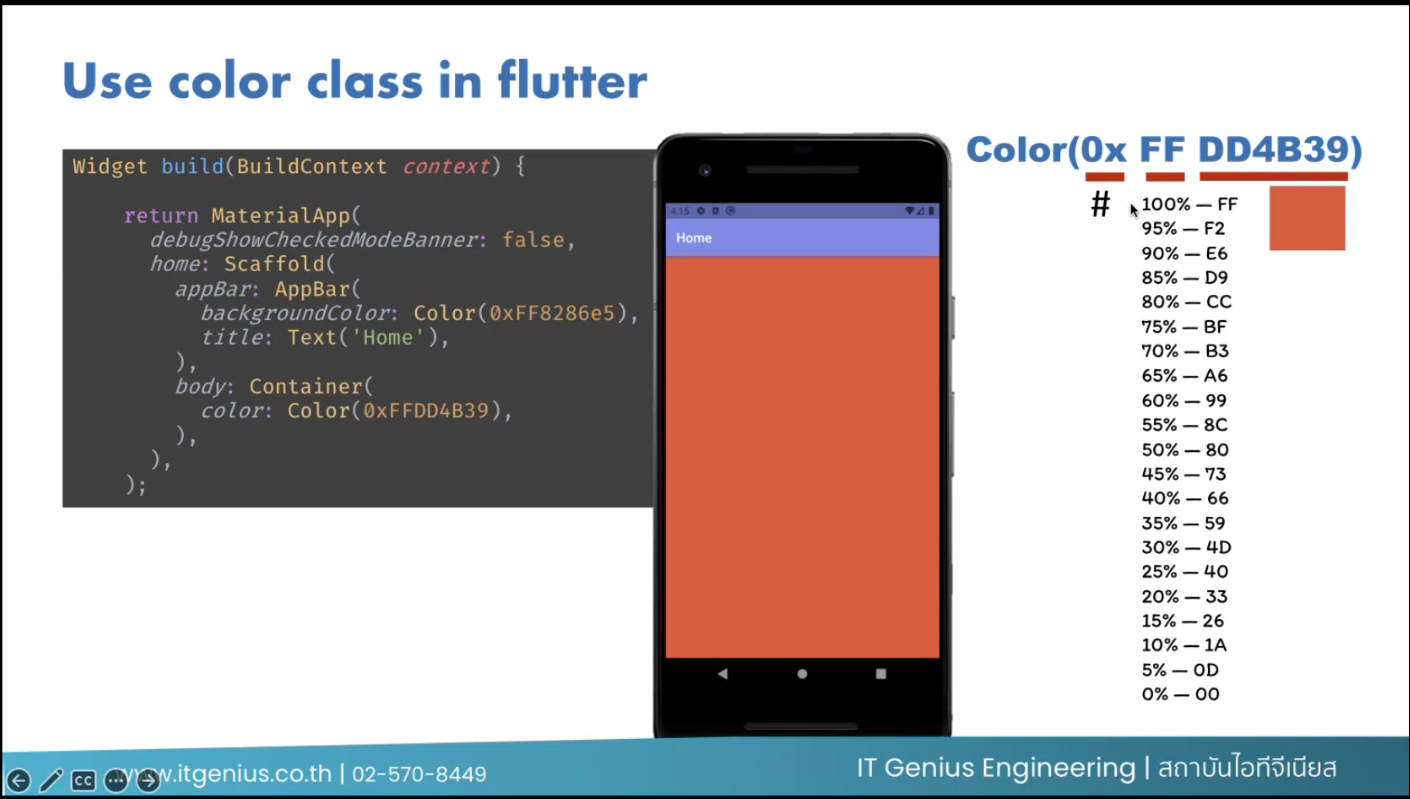 Use color class in flutter
Widget build(BuildContext context) {
return MaterialApp(
debugShowCheckedModeBanner: false,
home: Scaffold(
appBar: AppBar(
backgroundColor: Color(0xFF8286e5),
title: Text('Home'),
),
body: Container(
color: Color(0xFFDD4B39),
),
),
);
4:15
Home
Color(0x FF DD4B39)
#
100% — FF
95% — F2
90% — E6
85% — D9
80% — CC
75% — BF
70% — B3
65% — A6
60% — 99
55% — 8C
50% — 80
45% — 73
40% — 66
35% — 59
30% — 4D
25% — 40
20% — 33
15% — 26
10% — 1A
5% — 0D
0% — 00
www.itgenius.co.th | 02-570-8449
CC
IT Genius Engineering | สถาบันไอทีจีเนียส